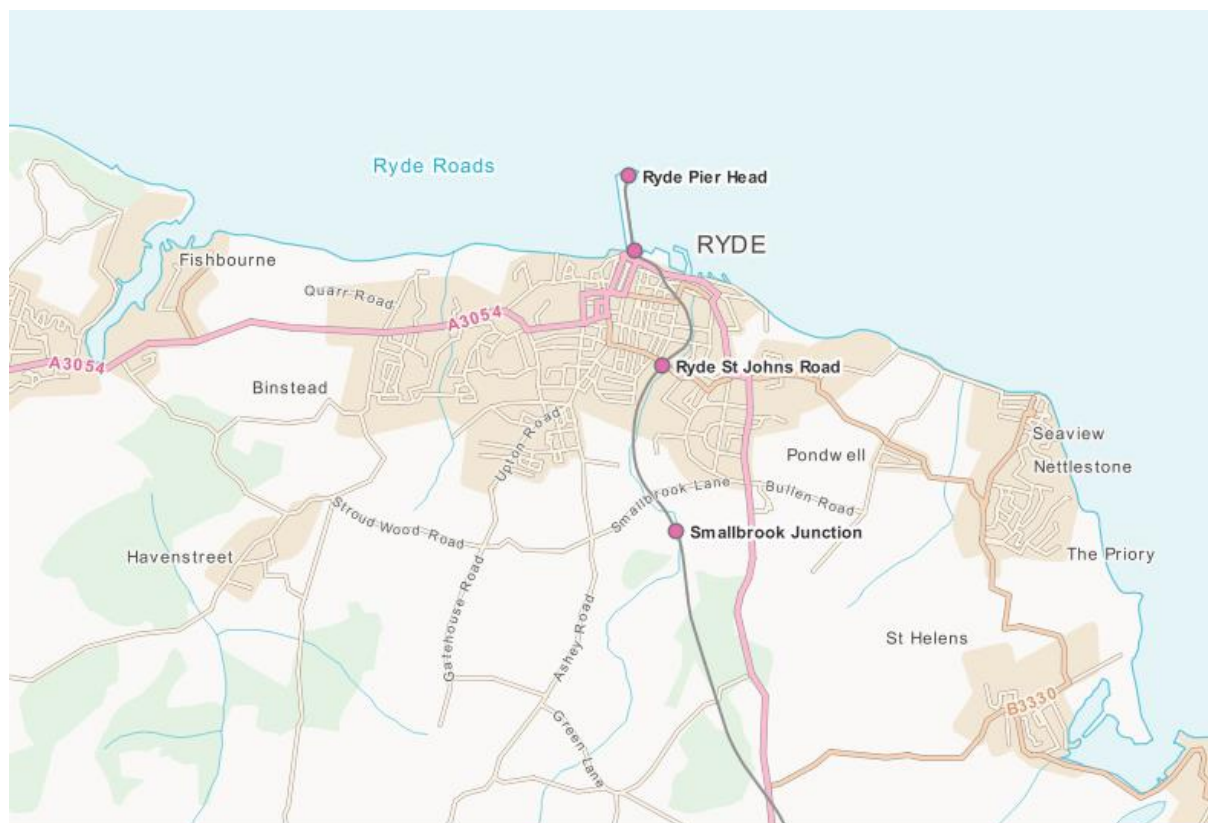 Ryde Roads
Ryde Pier Head
RYDE
Fishbourne
Quarr Road
A3054
A3054
Ryde St Johns Road
Binstead
Upton Road
Seaview
Pondwell
Nettlestone
Smallbrook Lane
Bullen Road
Stroud Wood Road
Smallbrook Junction
Havenstreet
The Priory
Gatehouse Road
Ashey Road
St Helens
B3330
Green Lane